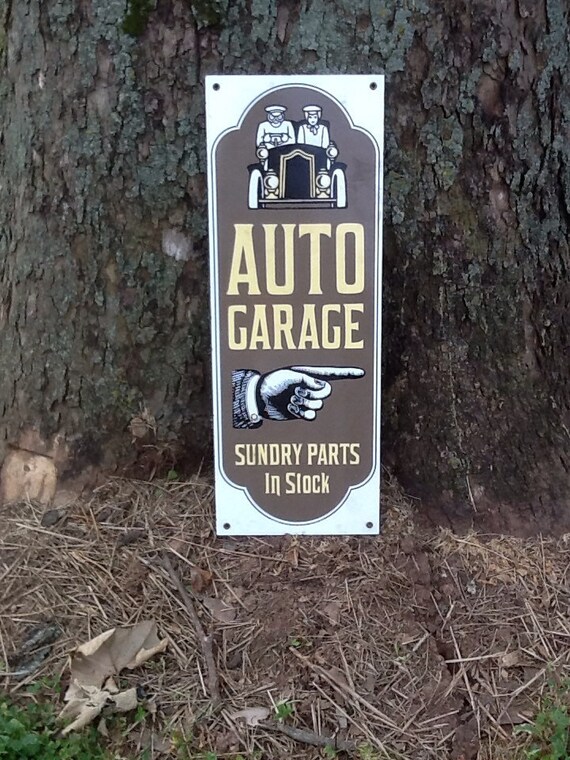 AUTO
GARAGE
SUNDRY PARTS
In Stock